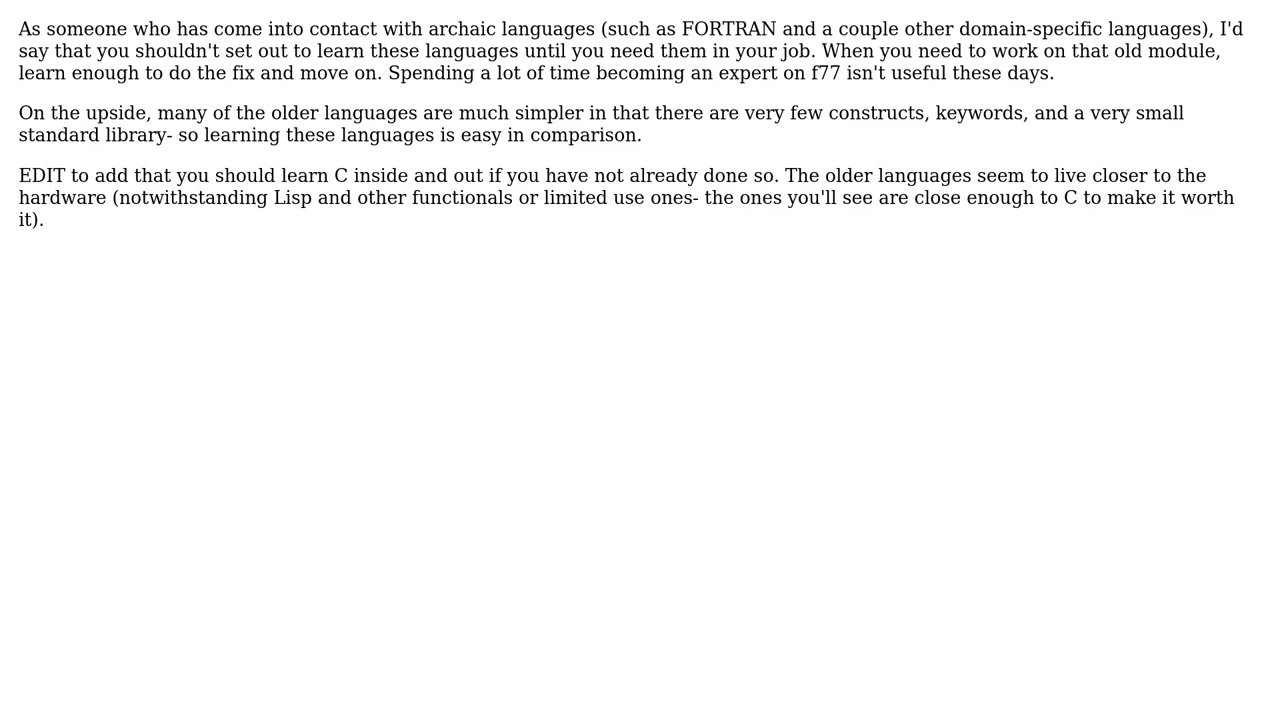 As someone who has come into contact with archaic languages (such as FORTRAN and a couple other domain-specific languages), I'd
say that you shouldn't set out to learn these languages until you need them in your job. When you need to work on that old module,
learn enough to do the fix and move on. Spending a lot of time becoming an expert on f77 isn't useful these days.
On the upside, many of the older languages are much simpler in that there are very few constructs, keywords, and a very small
standard library- so learning these languages is easy in comparison.
EDIT to add that you should learn C inside and out if you have not already done so. The older languages seem to live closer to the
hardware (notwithstanding Lisp and other functionals or limited use ones- the ones you'll see are close enough to C to make it worth
it).